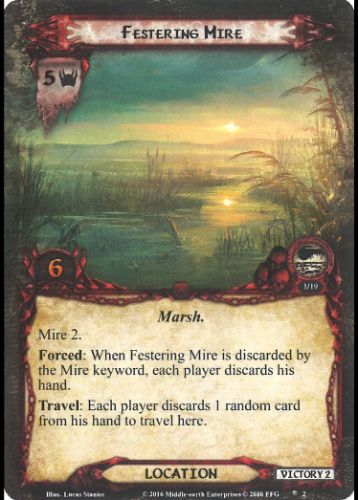 FESTERING MIRE
5
6
1/19
Marsh.
Mire 2.
Forced: When Festering Mire is discarded by
the Mire keyword, each player discards his
hand.
Travel: Each player discards 1 random card
from his hand to travel here.
LOCATION
VICTORY 2
Illus. Lucas Staniec
© 2016 Middle-earth Enterprises © 2016 FFG
2